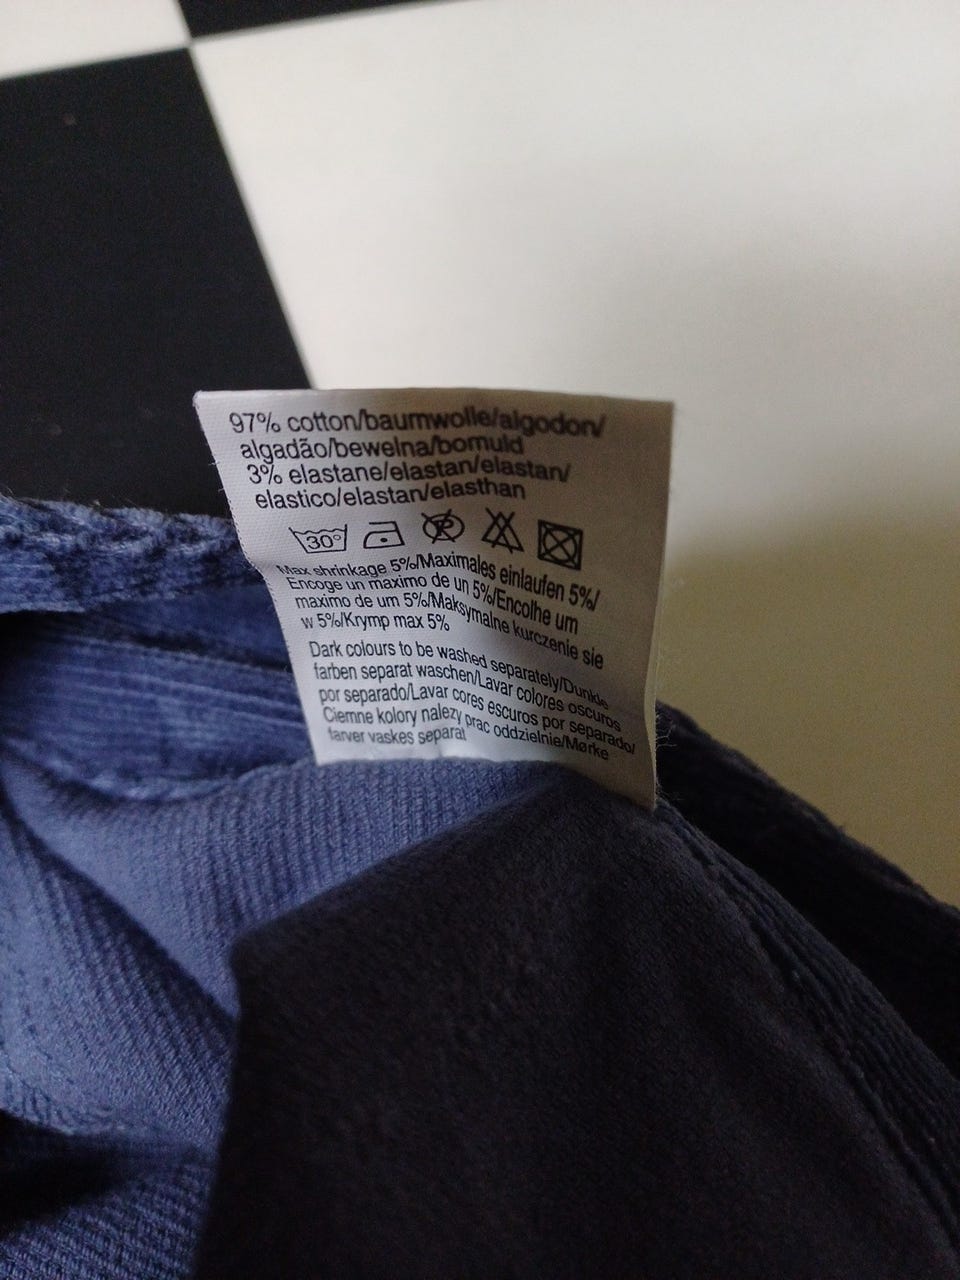 97% cotton/baumwolle/algodon/
algadão/bewelna/bomuld
3% elastane/elastan/elastan/
elastico/elastan/elasthan
30° P
Max shrinkage 5%/Maximales einlaufen 5%/
Encoge un maximo de un 5%/Encolhe um
maximo de um 5%/Maksymalne kurczenie sie
w 5%/Krymp max 5%
Dark colours to be washed separately/Dunkle
farben separat waschen/Lavar colores oscuros
por separado/Lavar cores escuros por separado/
Ciemne kolory nalezy prac oddzielnie/Mørke
farver vaskes separat